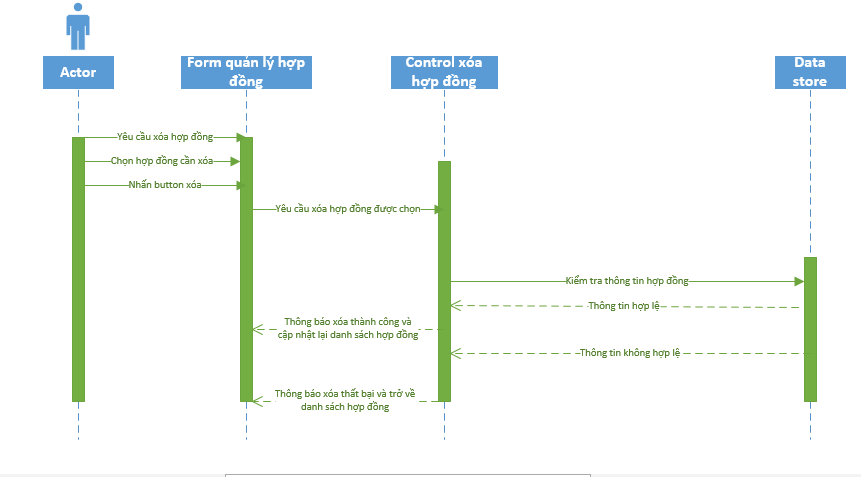 Actor
Form quản lý hợp
đồng
Control xóa
hợp đồng
Data
store
Yêu cầu xóa hợp đồng
Chọn hợp đồng cần xóa
Nhấn button xóa
Yêu cầu xóa hợp đồng được chọn
Kiểm tra thông tin hợp đồng
Thông tin hợp lệ
Thông báo xóa thành công và
cập nhật lại danh sách hợp đồng
Thông tin không hợp lệ
Thông báo xóa thất bại và trở về
danh sách hợp đồng